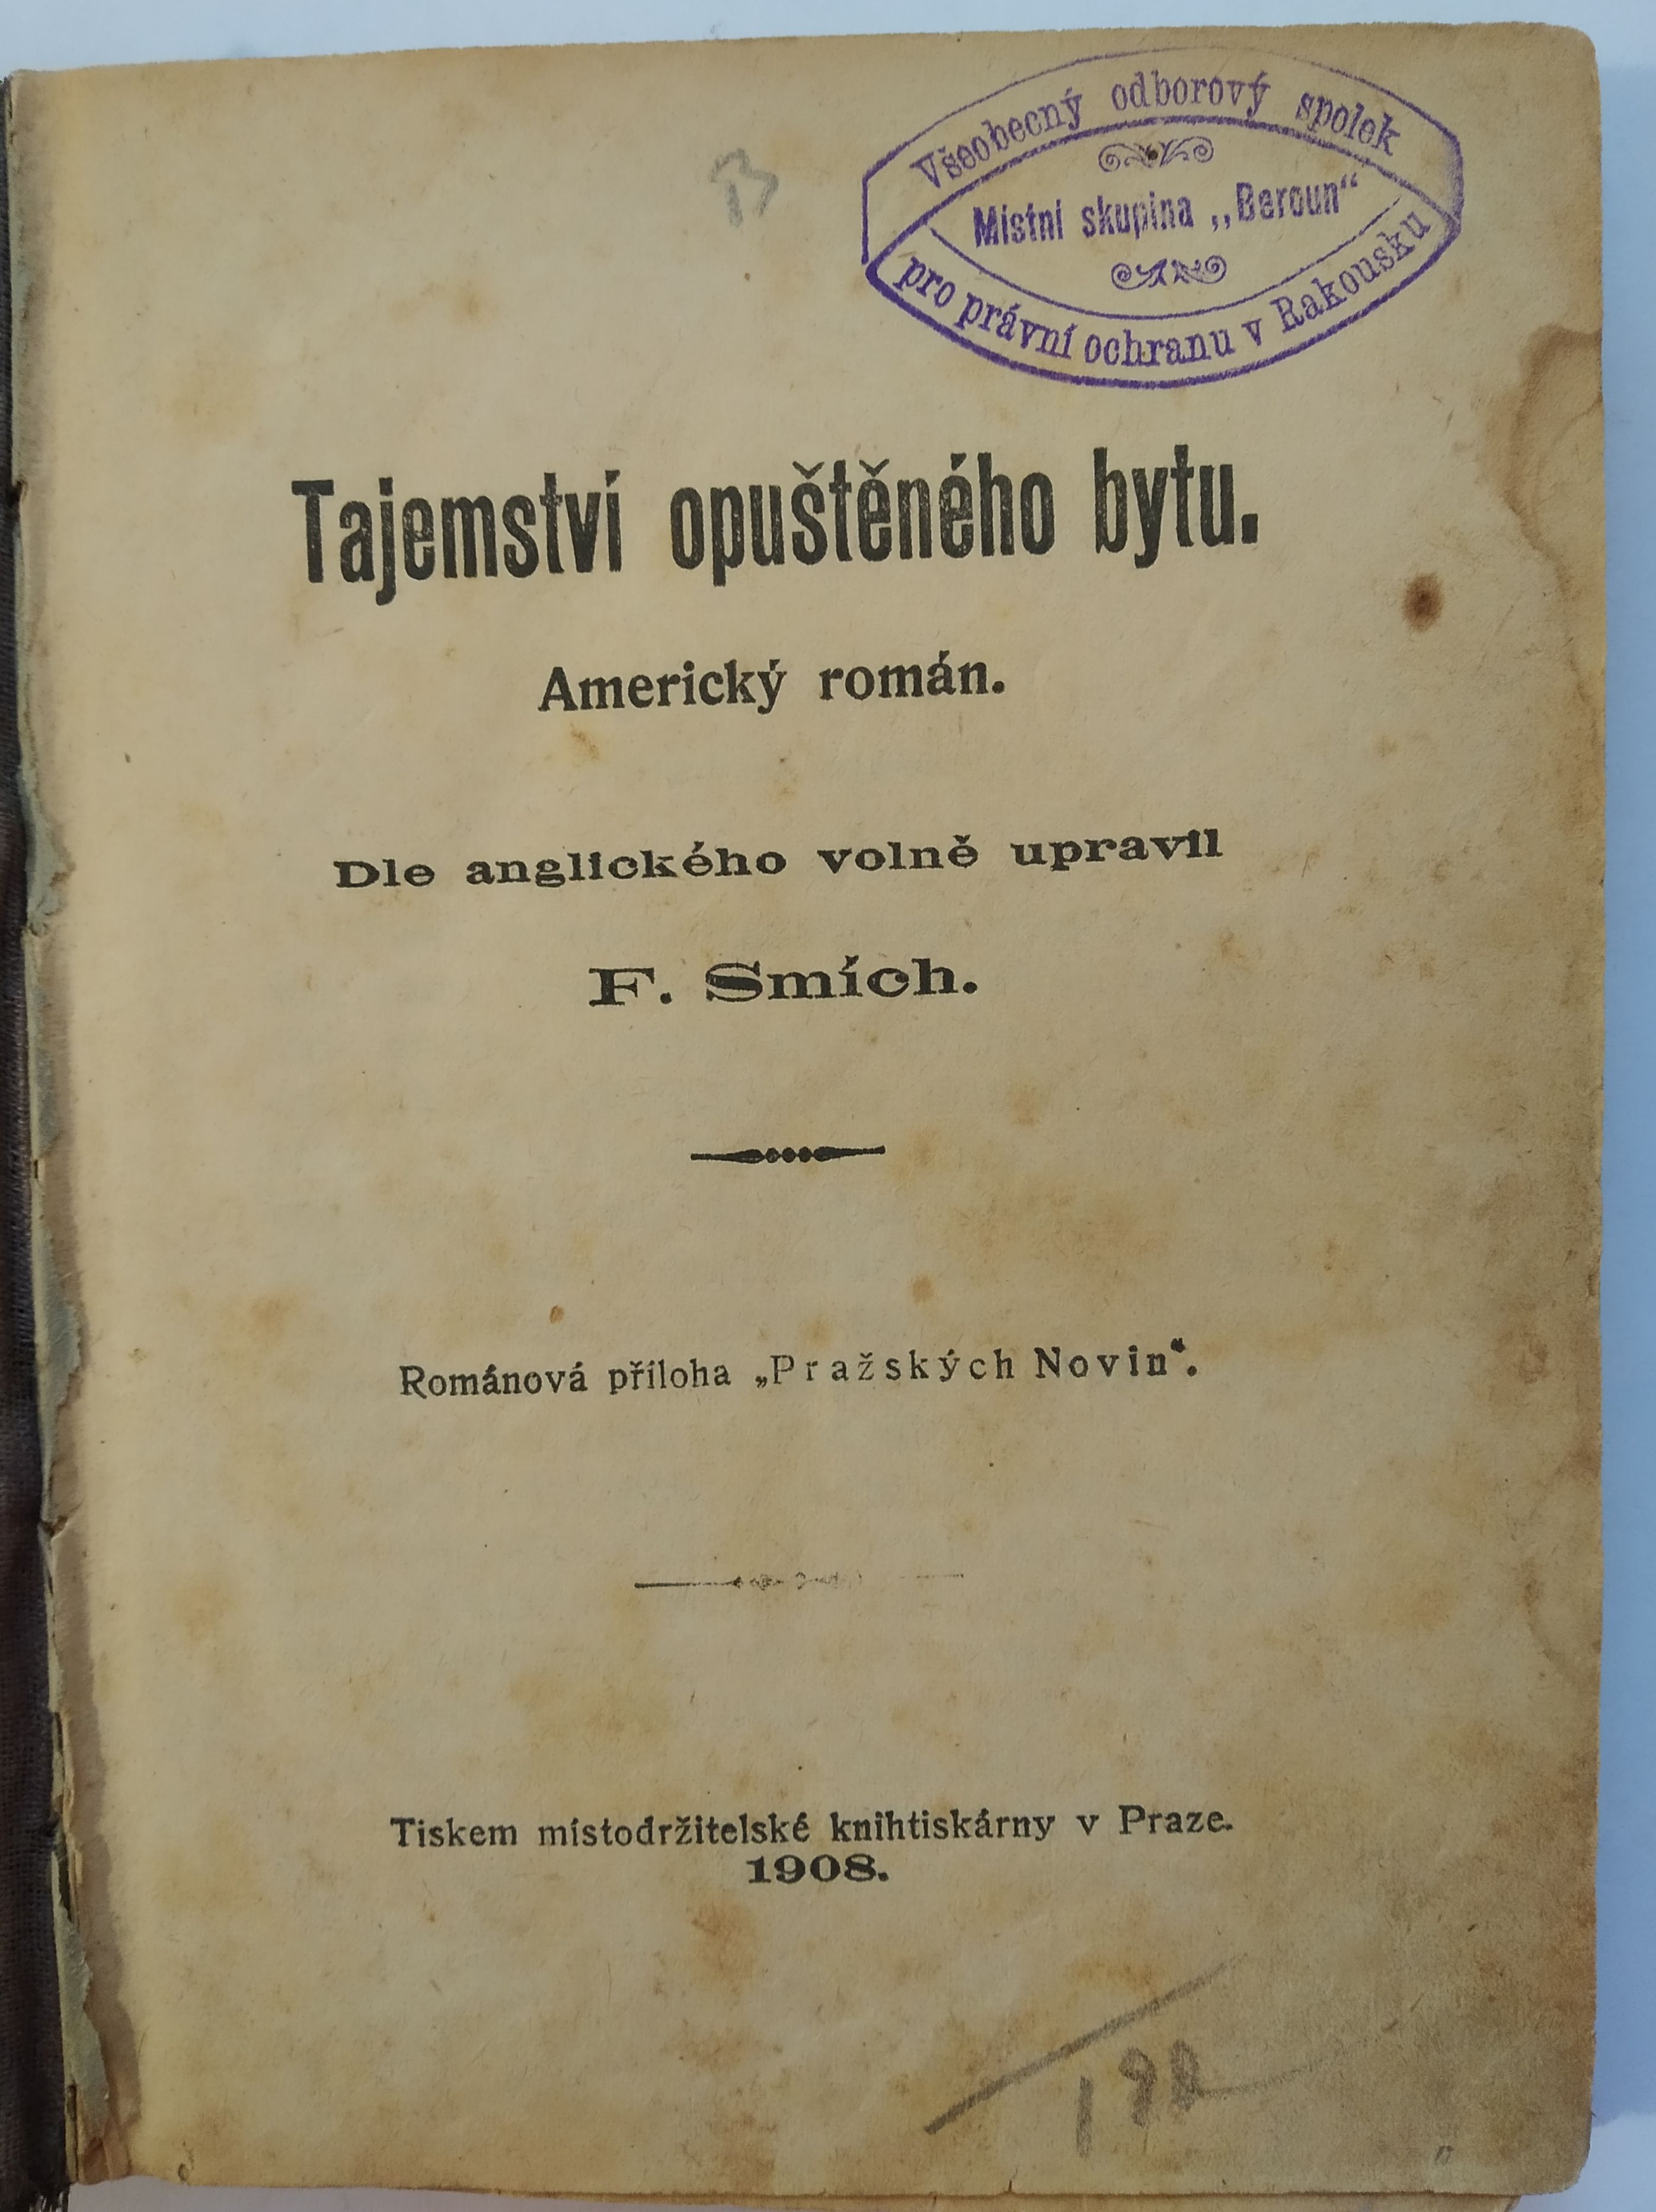 Všeobecný odborový spolek
Místní skupina „Beroun“
pro právní ochranu v Rakousku
Tajemství opuštěného bytu.
Americký román.
Dle anglického volně upravil
F. Smích.
Románová příloha „Pražských Novin“.
Tiskem místodržitelské knihtiskárny v Praze.
1908.